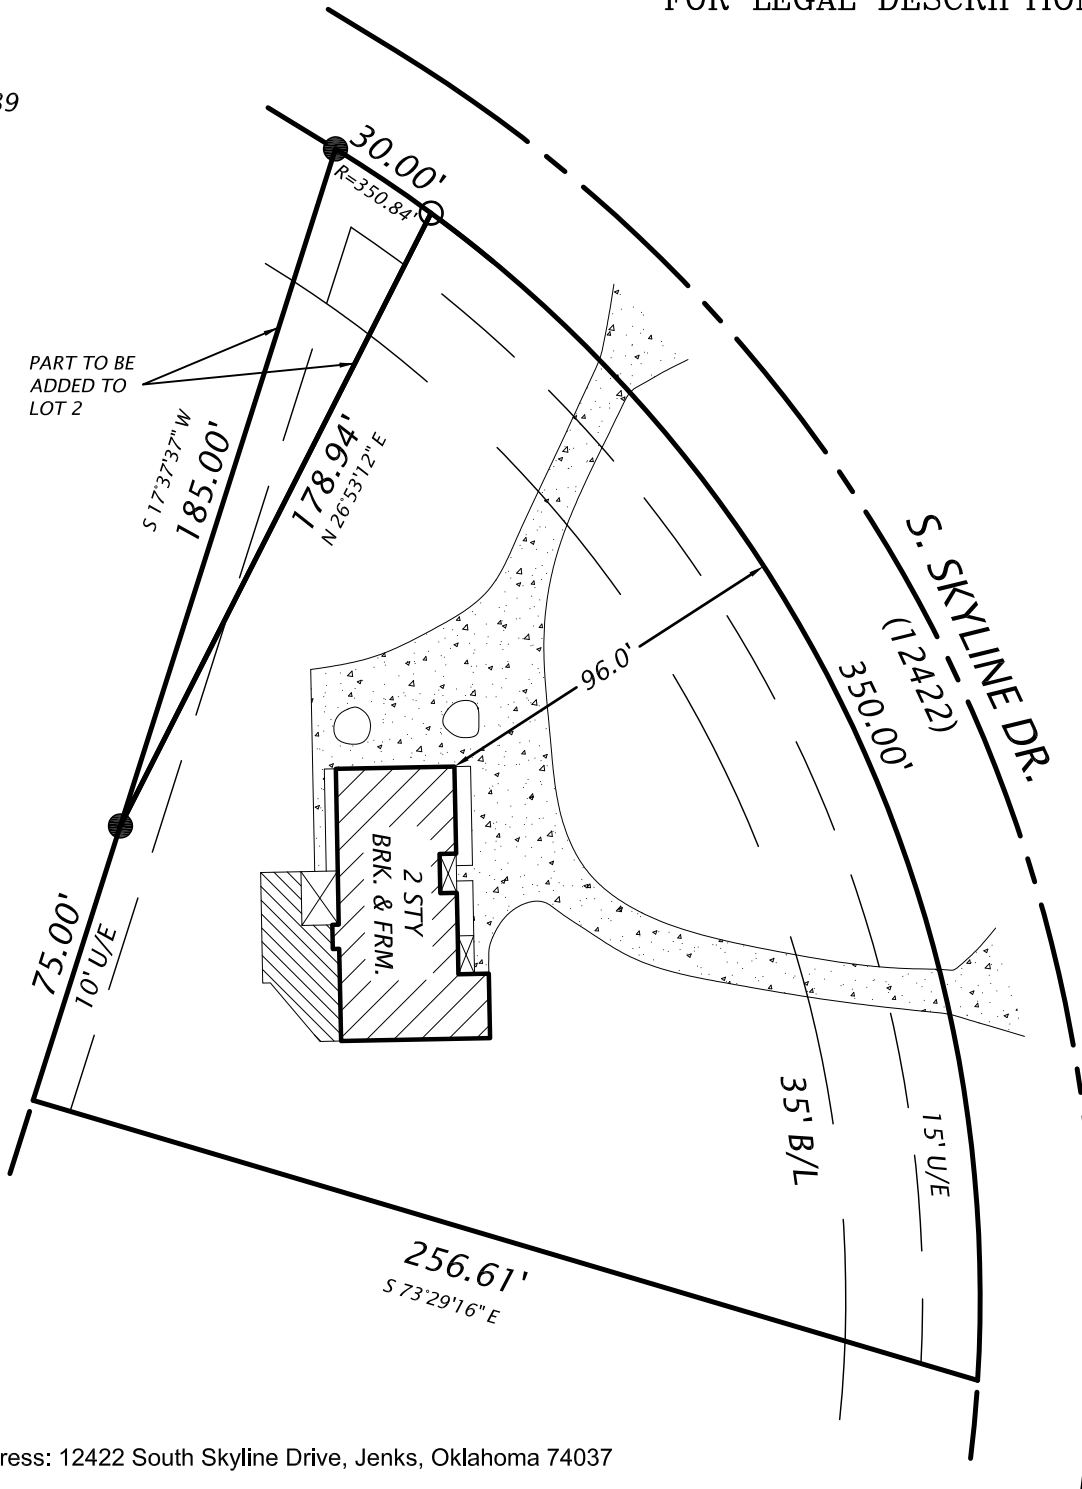 FOR LEGAL DESCRIPTION
39
30.00'
R=350.84'
PART TO BE
ADDED TO
LOT 2
S 17°37'37" W
185.00'
178.94'
N 26°53'12" E
S. SKYLINE DR.
(12422)
350.00'
96.0'
2 STY
BRK. & FRM.
75.00'
10' U/E
35' B/L
15' U/E
256.61'
S 73°29'16" E
ress: 12422 South Skyline Drive, Jenks, Oklahoma 74037